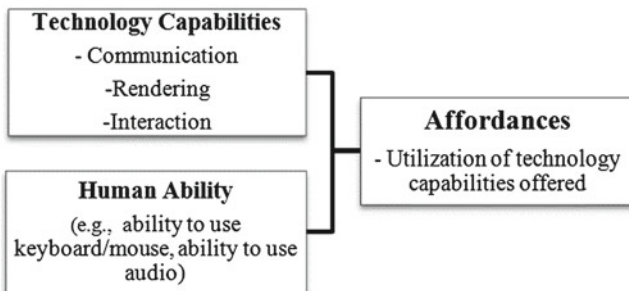 Technology Capabilities
- Communication
-Rendering
-Interaction
Human Ability
(e.g., ability to use
keyboard/mouse, ability to use
audio)
Affordances
- Utilization of technology
capabilities offered